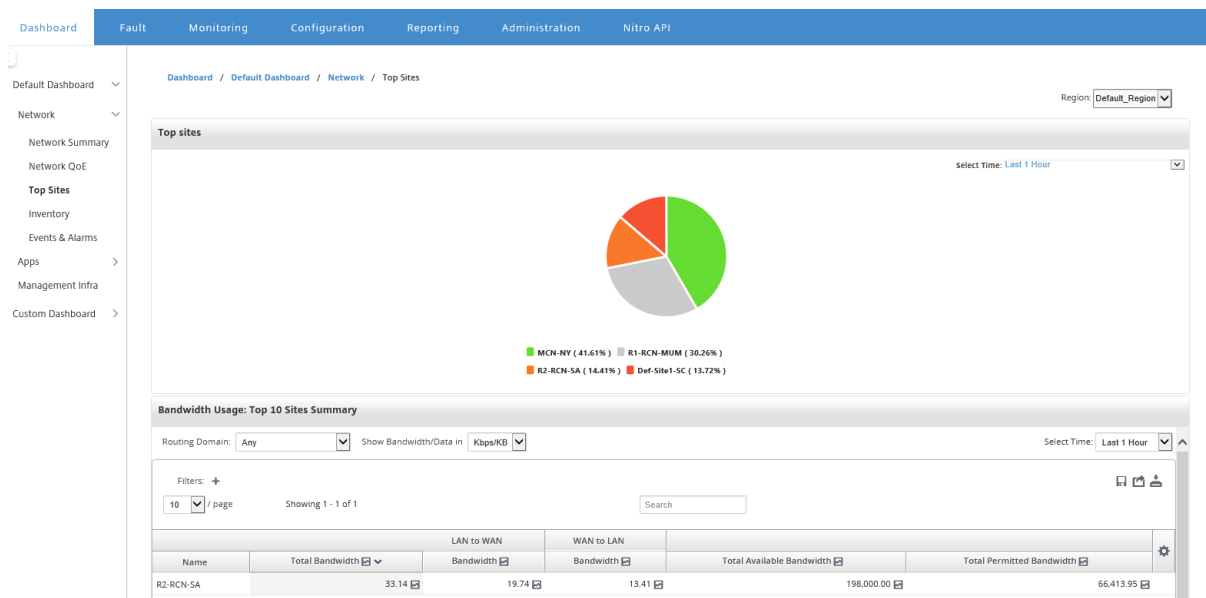 Dashboard Fault Monitoring Configuration Reporting Administration Nitro API
Default Dashboard
Network
Network Summary
Network QoE
Top Sites
Inventory
Events & Alarms
Apps
Management Infra
Custom Dashboard
Dashboard / Default Dashboard / Network / Top Sites
Region: Default_Region
Top sites
Select Time: Last 1 Hour
MCN-NY ( 41.61% ) R1-RCN-MUM ( 30.26% )
R2-RCN-SA ( 14.41% ) Def-Site1-SC ( 13.72% )
Bandwidth Usage: Top 10 Sites Summary
Routing Domain: Any Show Bandwidth/Data in Kbps/KB Select Time: Last 1 Hour
Filters: +
10 / page Showing 1 - 1 of 1 Search
LAN to WAN WAN to LAN
Name Total Bandwidth Bandwidth Bandwidth Total Available Bandwidth Total Permitted Bandwidth
R2-RCN-SA 33.14 19.74 13.41 198,000.00 66,413.95